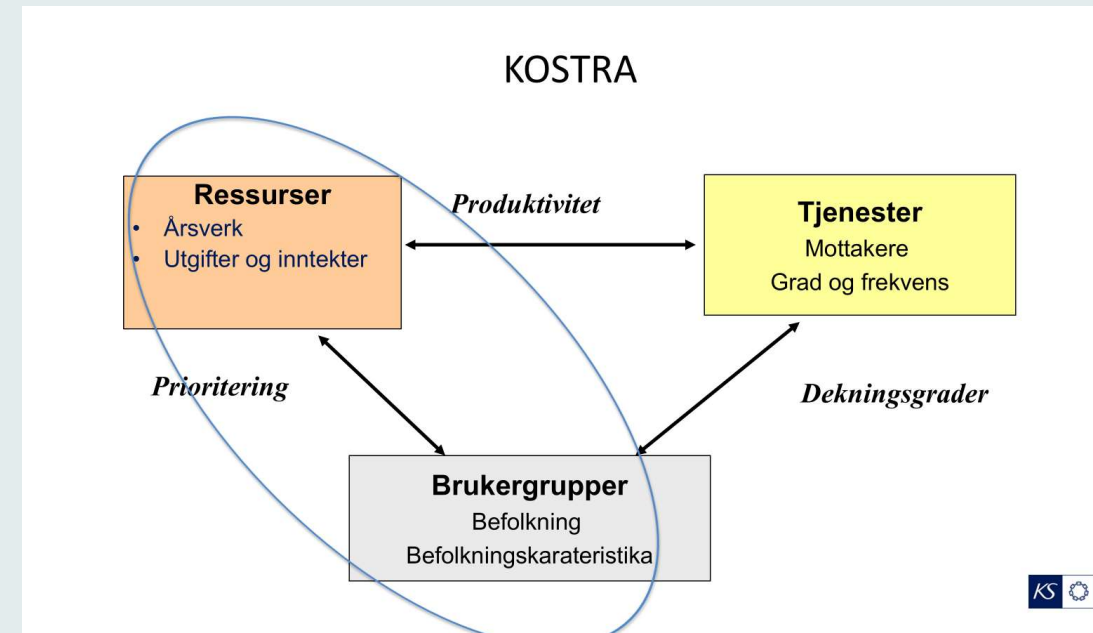 KOSTRA
Ressurser
• Årsverk
• Utgifter og inntekter
Produktivitet
Tjenester
Mottakere
Grad og frekvens
Prioritering
Dekningsgrader
Brukergrupper
Befolkning
Befolkningskarateristika
KS